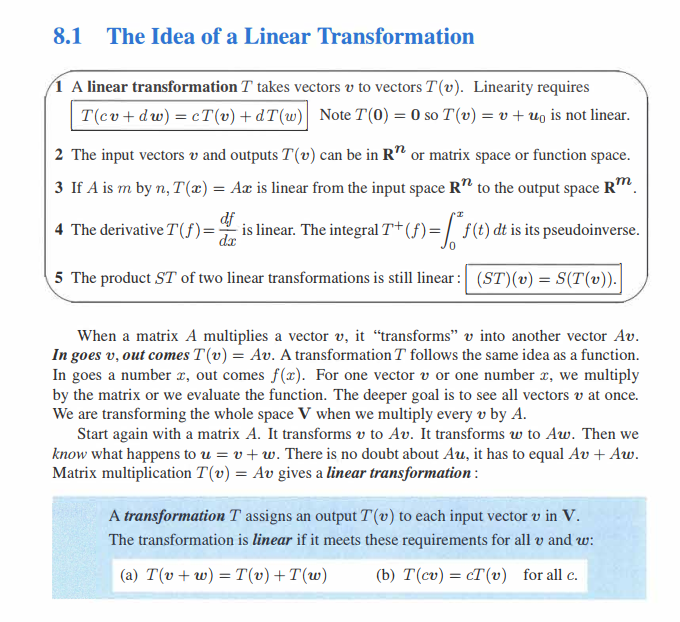 8.1 The Idea of a Linear Transformation
1 A linear transformation T takes vectors v to vectors T(v). Linearity requires
T(cv + dw) = cT(v) + dT(w) Note T(0) = 0 so T(v) = v + u₀ is not linear.
2 The input vectors v and outputs T(v) can be in Rⁿ or matrix space or function space.
3 If A is m by n, T(x) = Ax is linear from the input space Rⁿ to the output space Rᵐ.
4 The derivative T(f) = df/dx is linear. The integral T⁺(f) = ∫₀ˣ f(t) dt is its pseudoinverse.
5 The product ST of two linear transformations is still linear : (ST)(v) = S(T(v)).
When a matrix A multiplies a vector v, it “transforms” v into another vector Av.
In goes v, out comes T(v) = Av. A transformation T follows the same idea as a function.
In goes a number x, out comes f(x). For one vector v or one number x, we multiply
by the matrix or we evaluate the function. The deeper goal is to see all vectors v at once.
We are transforming the whole space V when we multiply every v by A.
Start again with a matrix A. It transforms v to Av. It transforms w to Aw. Then we
know what happens to u = v + w. There is no doubt about Au, it has to equal Av + Aw.
Matrix multiplication T(v) = Av gives a linear transformation :
A transformation T assigns an output T(v) to each input vector v in V.
The transformation is linear if it meets these requirements for all v and w:
(a) T(v + w) = T(v) + T(w) (b) T(cv) = cT(v) for all c.